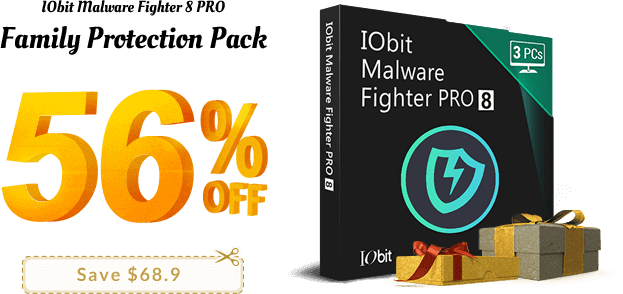 IObit Malware Fighter 8 PRO
Family Protection Pack
56% OFF
Save $68.9
3 PCs
IObit
Malware
Fighter PRO 8
IObit Malware Fighter PRO 8
IObit